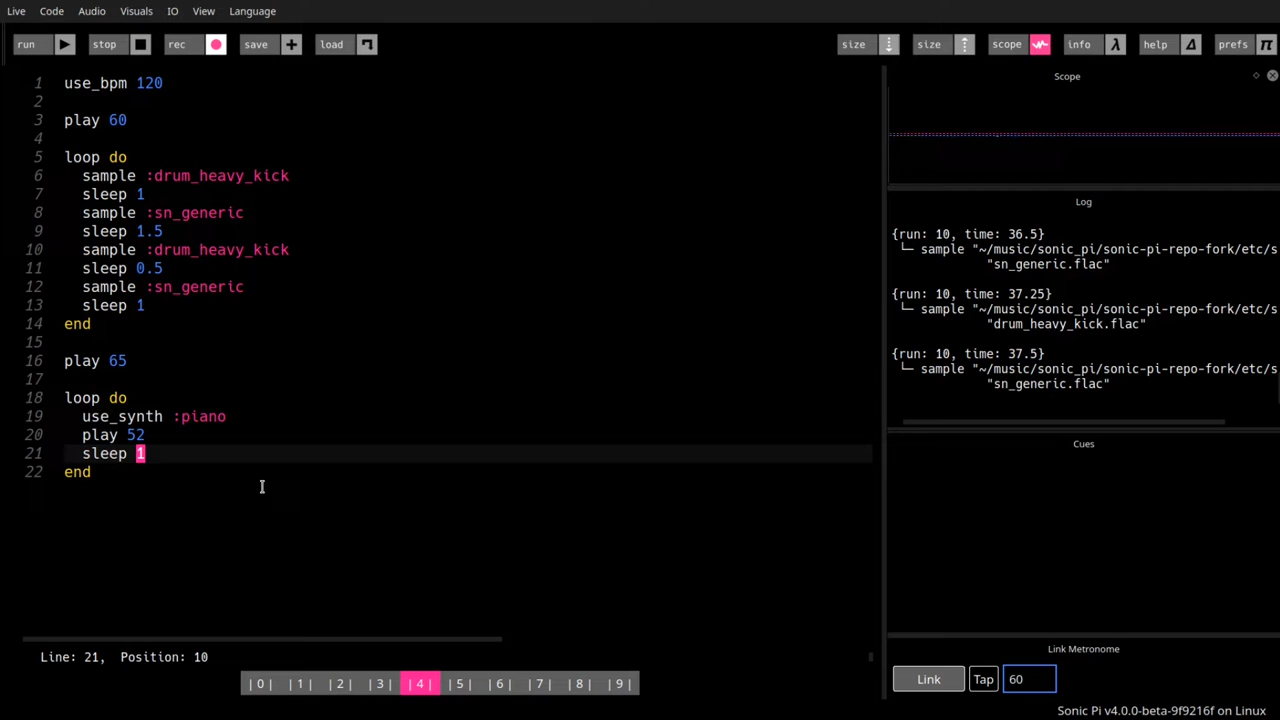 Live Code Audio Visuals IO View Language
run stop rec save load size size scope info help prefs
1 use_bpm 120
2
3 play 60
4
5 loop do
6 sample :drum_heavy_kick
7 sleep 1
8 sample :sn_generic
9 sleep 1.5
10 sample :drum_heavy_kick
11 sleep 0.5
12 sample :sn_generic
13 sleep 1
14 end
15
16 play 65
17
18 loop do
19 use_synth :piano
20 play 52
21 sleep 1
22 end
Line: 21, Position: 10
|0| |1| |2| |3| |4| |5| |6| |7| |8| |9|
Scope
Log
{run: 10, time: 36.5}
└─ sample "~/music/sonic_pi/sonic-pi-repo-fork/etc/s
"sn_generic.flac"
{run: 10, time: 37.25}
└─ sample "~/music/sonic_pi/sonic-pi-repo-fork/etc/s
"drum_heavy_kick.flac"
{run: 10, time: 37.5}
└─ sample "~/music/sonic_pi/sonic-pi-repo-fork/etc/s
"sn_generic.flac"
Cues
Link Metronome
Link Tap 60
Sonic Pi v4.0.0-beta-9f9216f on Linux